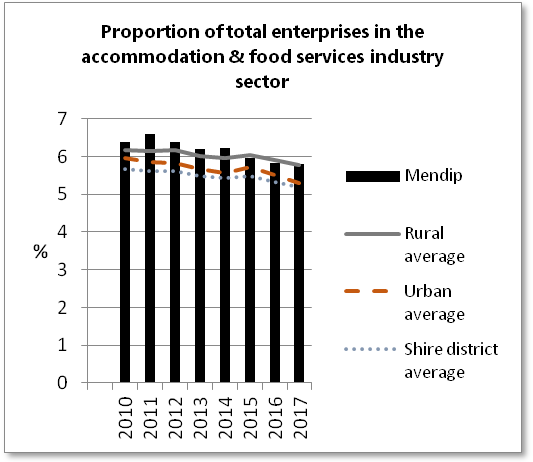 Proportion of total enterprises in the
accommodation & food services industry
sector
7
6
5
4
3
2
1
0
%
2010
2011
2012
2013
2014
2015
2016
2017
Mendip
Rural
average
Urban
average
Shire district
average